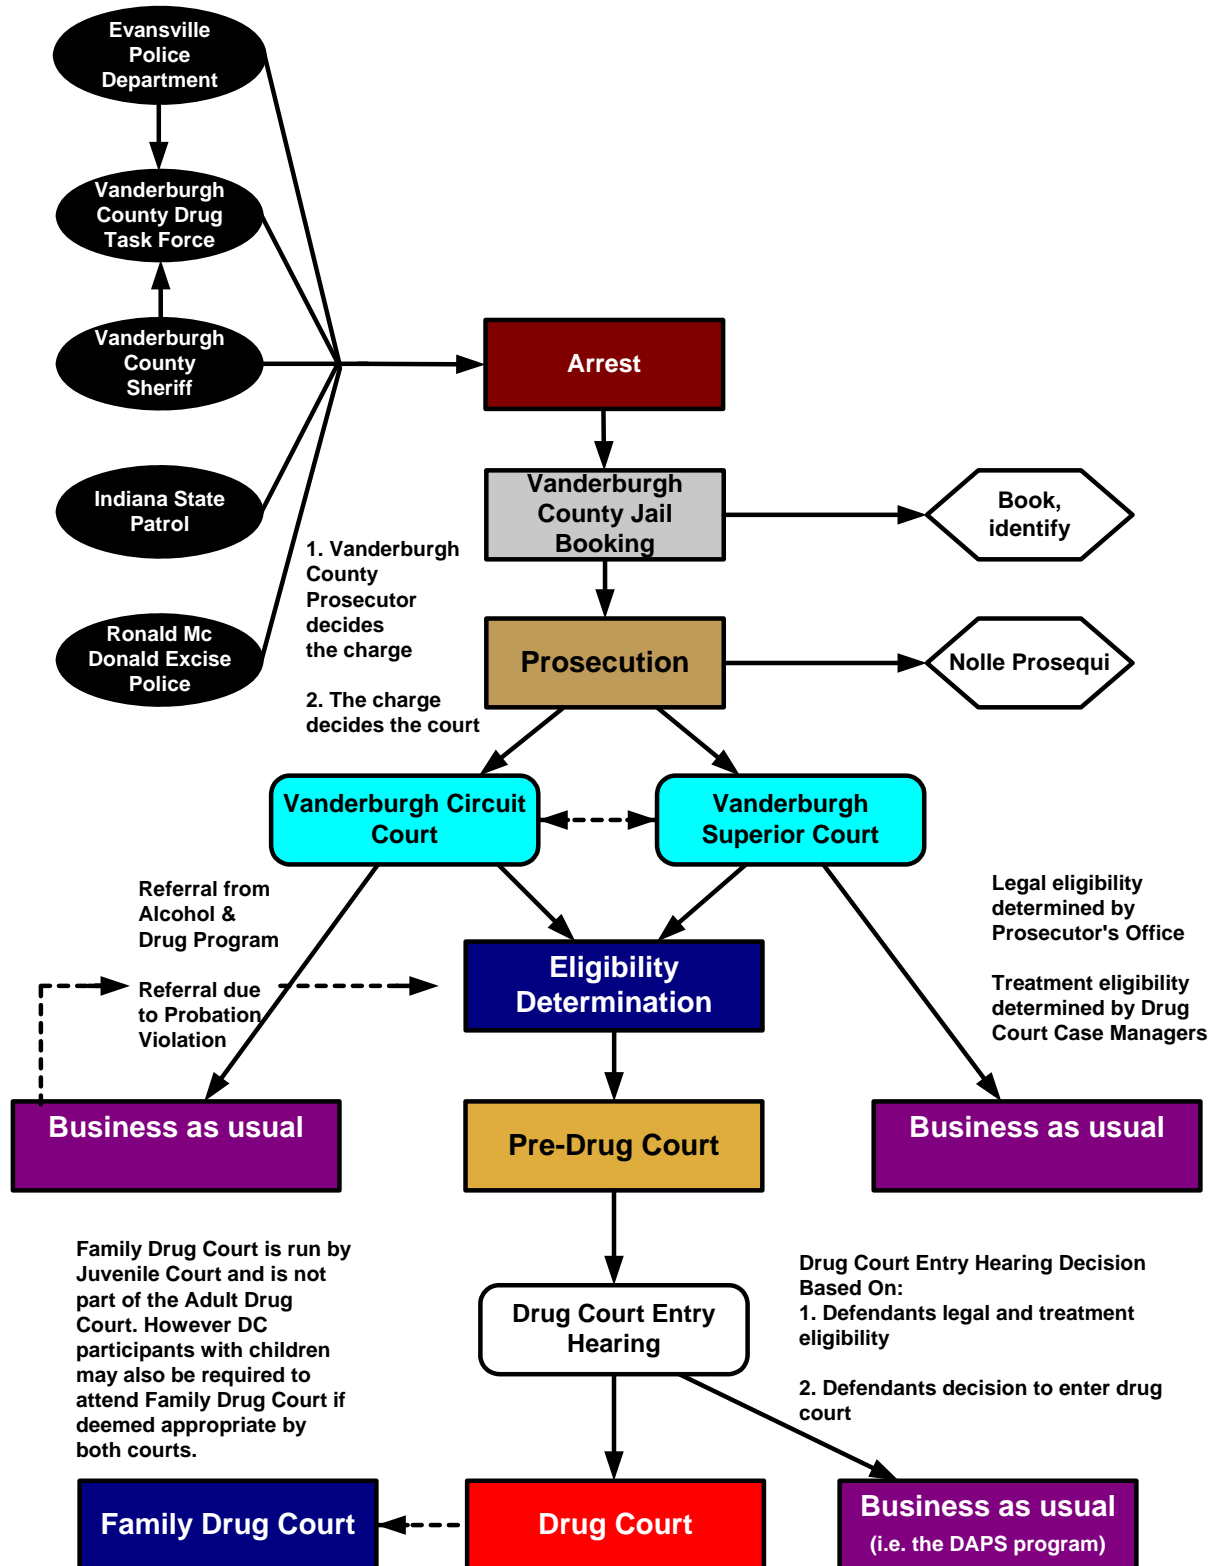 Evansville
Police
Department
Vanderburgh
County Drug
Task Force
Vanderburgh
County
Sheriff
Arrest
Indiana State
Patrol
Vanderburgh
County Jail
Booking
Book,
identify
1. Vanderburgh
County
Prosecutor
decides
the charge
2. The charge
decides the court
Ronald Mc
Donald Excise
Police
Prosecution
Nolle Prosequi
Vanderburgh Circuit
Court
Vanderburgh
Superior Court
Referral from
Alcohol &
Drug Program
Referral due
to Probation
Violation
Eligibility
Determination
Legal eligibility
determined by
Prosecutor's Office
Treatment eligibility
determined by Drug
Court Case Managers
Business as usual
Pre-Drug Court
Business as usual
Family Drug Court is run by
Juvenile Court and is not
part of the Adult Drug
Court. However DC
participants with children
may also be required to
attend Family Drug Court if
deemed appropriate by
both courts.
Drug Court Entry
Hearing
Drug Court Entry Hearing Decision
Based On:
1. Defendants legal and treatment
eligibility
2. Defendants decision to enter drug
court
Family Drug Court
Drug Court
Business as usual
(i.e. the DAPS program)